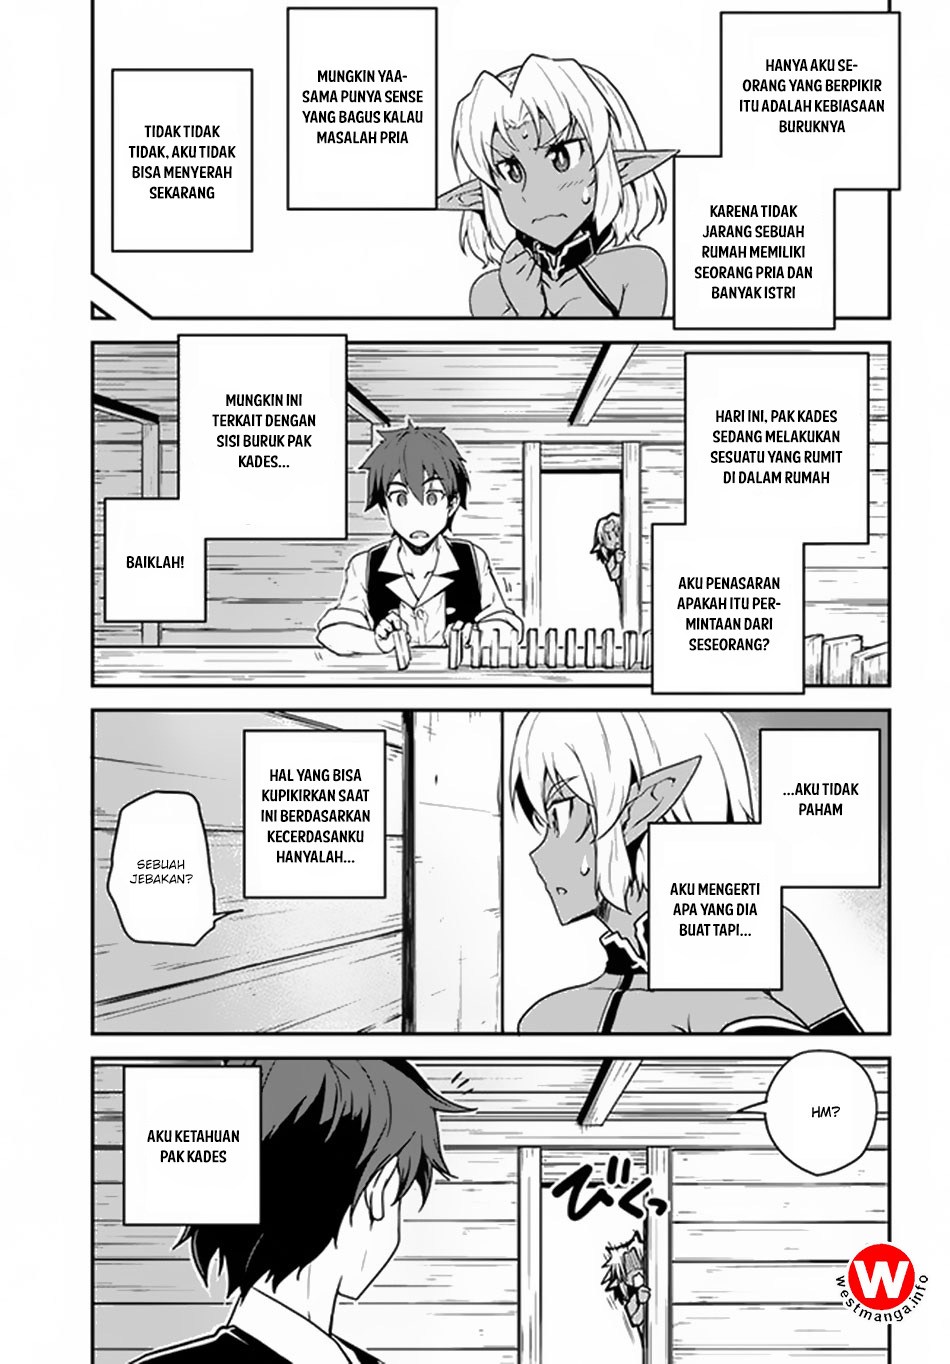 HANYA AKU SE-
ORANG YANG BERPIKIR
ITU ADALAH KEBIASAAN
BURUKNYA
KARENA TIDAK
JARANG SEBUAH
RUMAH MEMILIKI
SEORANG PRIA DAN
BANYAK ISTRI
MUNGKIN YAA-
SAMA PUNYA SENSE
YANG BAGUS KALAU
MASALAH PRIA
TIDAK TIDAK
TIDAK, AKU TIDAK
BISA MENYERAH
SEKARANG
HARI INI, PAK KADES
SEDANG MELAKUKAN
SESUATU YANG RUMIT
DI DALAM RUMAH
AKU PENASARAN
APAKAH ITU PER-
MINTAAN DARI
SESEORANG?
MUNGKIN INI
TERKAIT DENGAN
SISI BURUK PAK
KADES...
BAIKLAH!
...AKU TIDAK
PAHAM
AKU MENGERTI
APA YANG DIA
BUAT TAPI...
HAL YANG BISA
KUPIKIRKAN SAAT
INI BERDASARKAN
KECERDASANKU
HANYALAH...
SEBUAH
JEBAKAN?
HM?
びくっ
AKU KETAHUAN
PAK KADES
W
westmanga.info